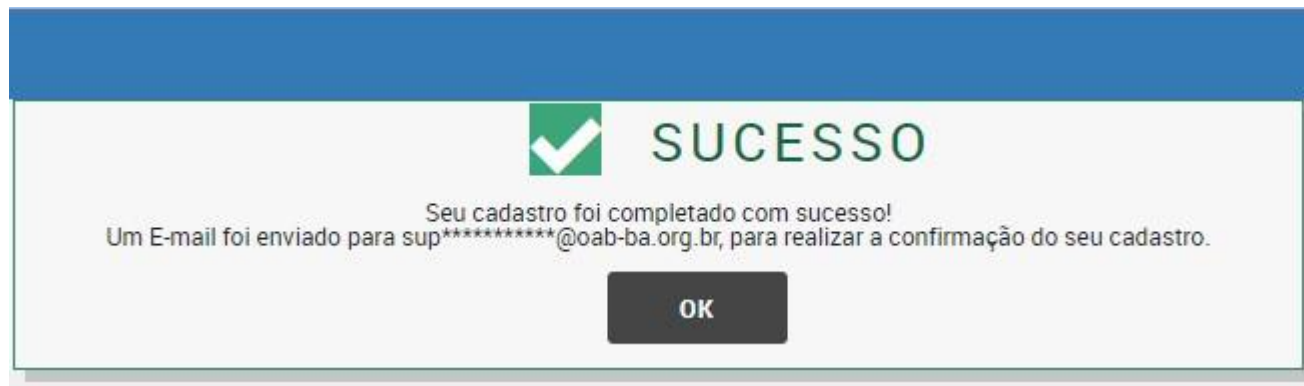 SUCESSO
Seu cadastro foi completado com sucesso!
Um E-mail foi enviado para sup***********@oab-ba.org.br, para realizar a confirmação do seu cadastro.
OK